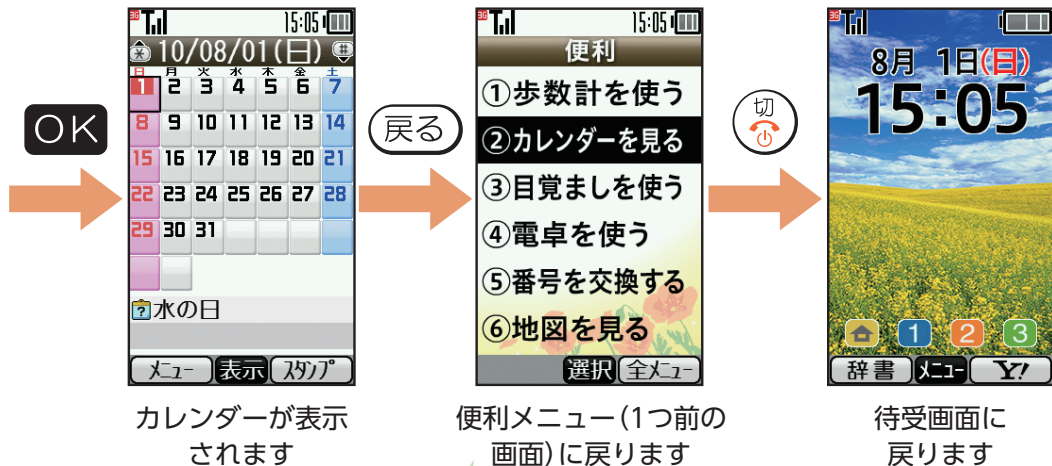 OK
3G
15:05
10/08/01(日) #
日 月 火 水 木 金 土
1 2 3 4 5 6 7
8 9 10 11 12 13 14
15 16 17 18 19 20 21
22 23 24 25 26 27 28
29 30 31
水の日
メニュー 表示 スタンプ
カレンダーが表示
されます
戻る
3G
15:05
便利
①歩数計を使う
②カレンダーを見る
③目覚ましを使う
④電卓を使う
⑤番号を交換する
⑥地図を見る
選択 全メニュー
便利メニュー(1つ前の
画面)に戻ります
切
3G
8月 1日(日)
15:05
1 2 3
辞書 メニュー Y!
待受画面に
戻ります